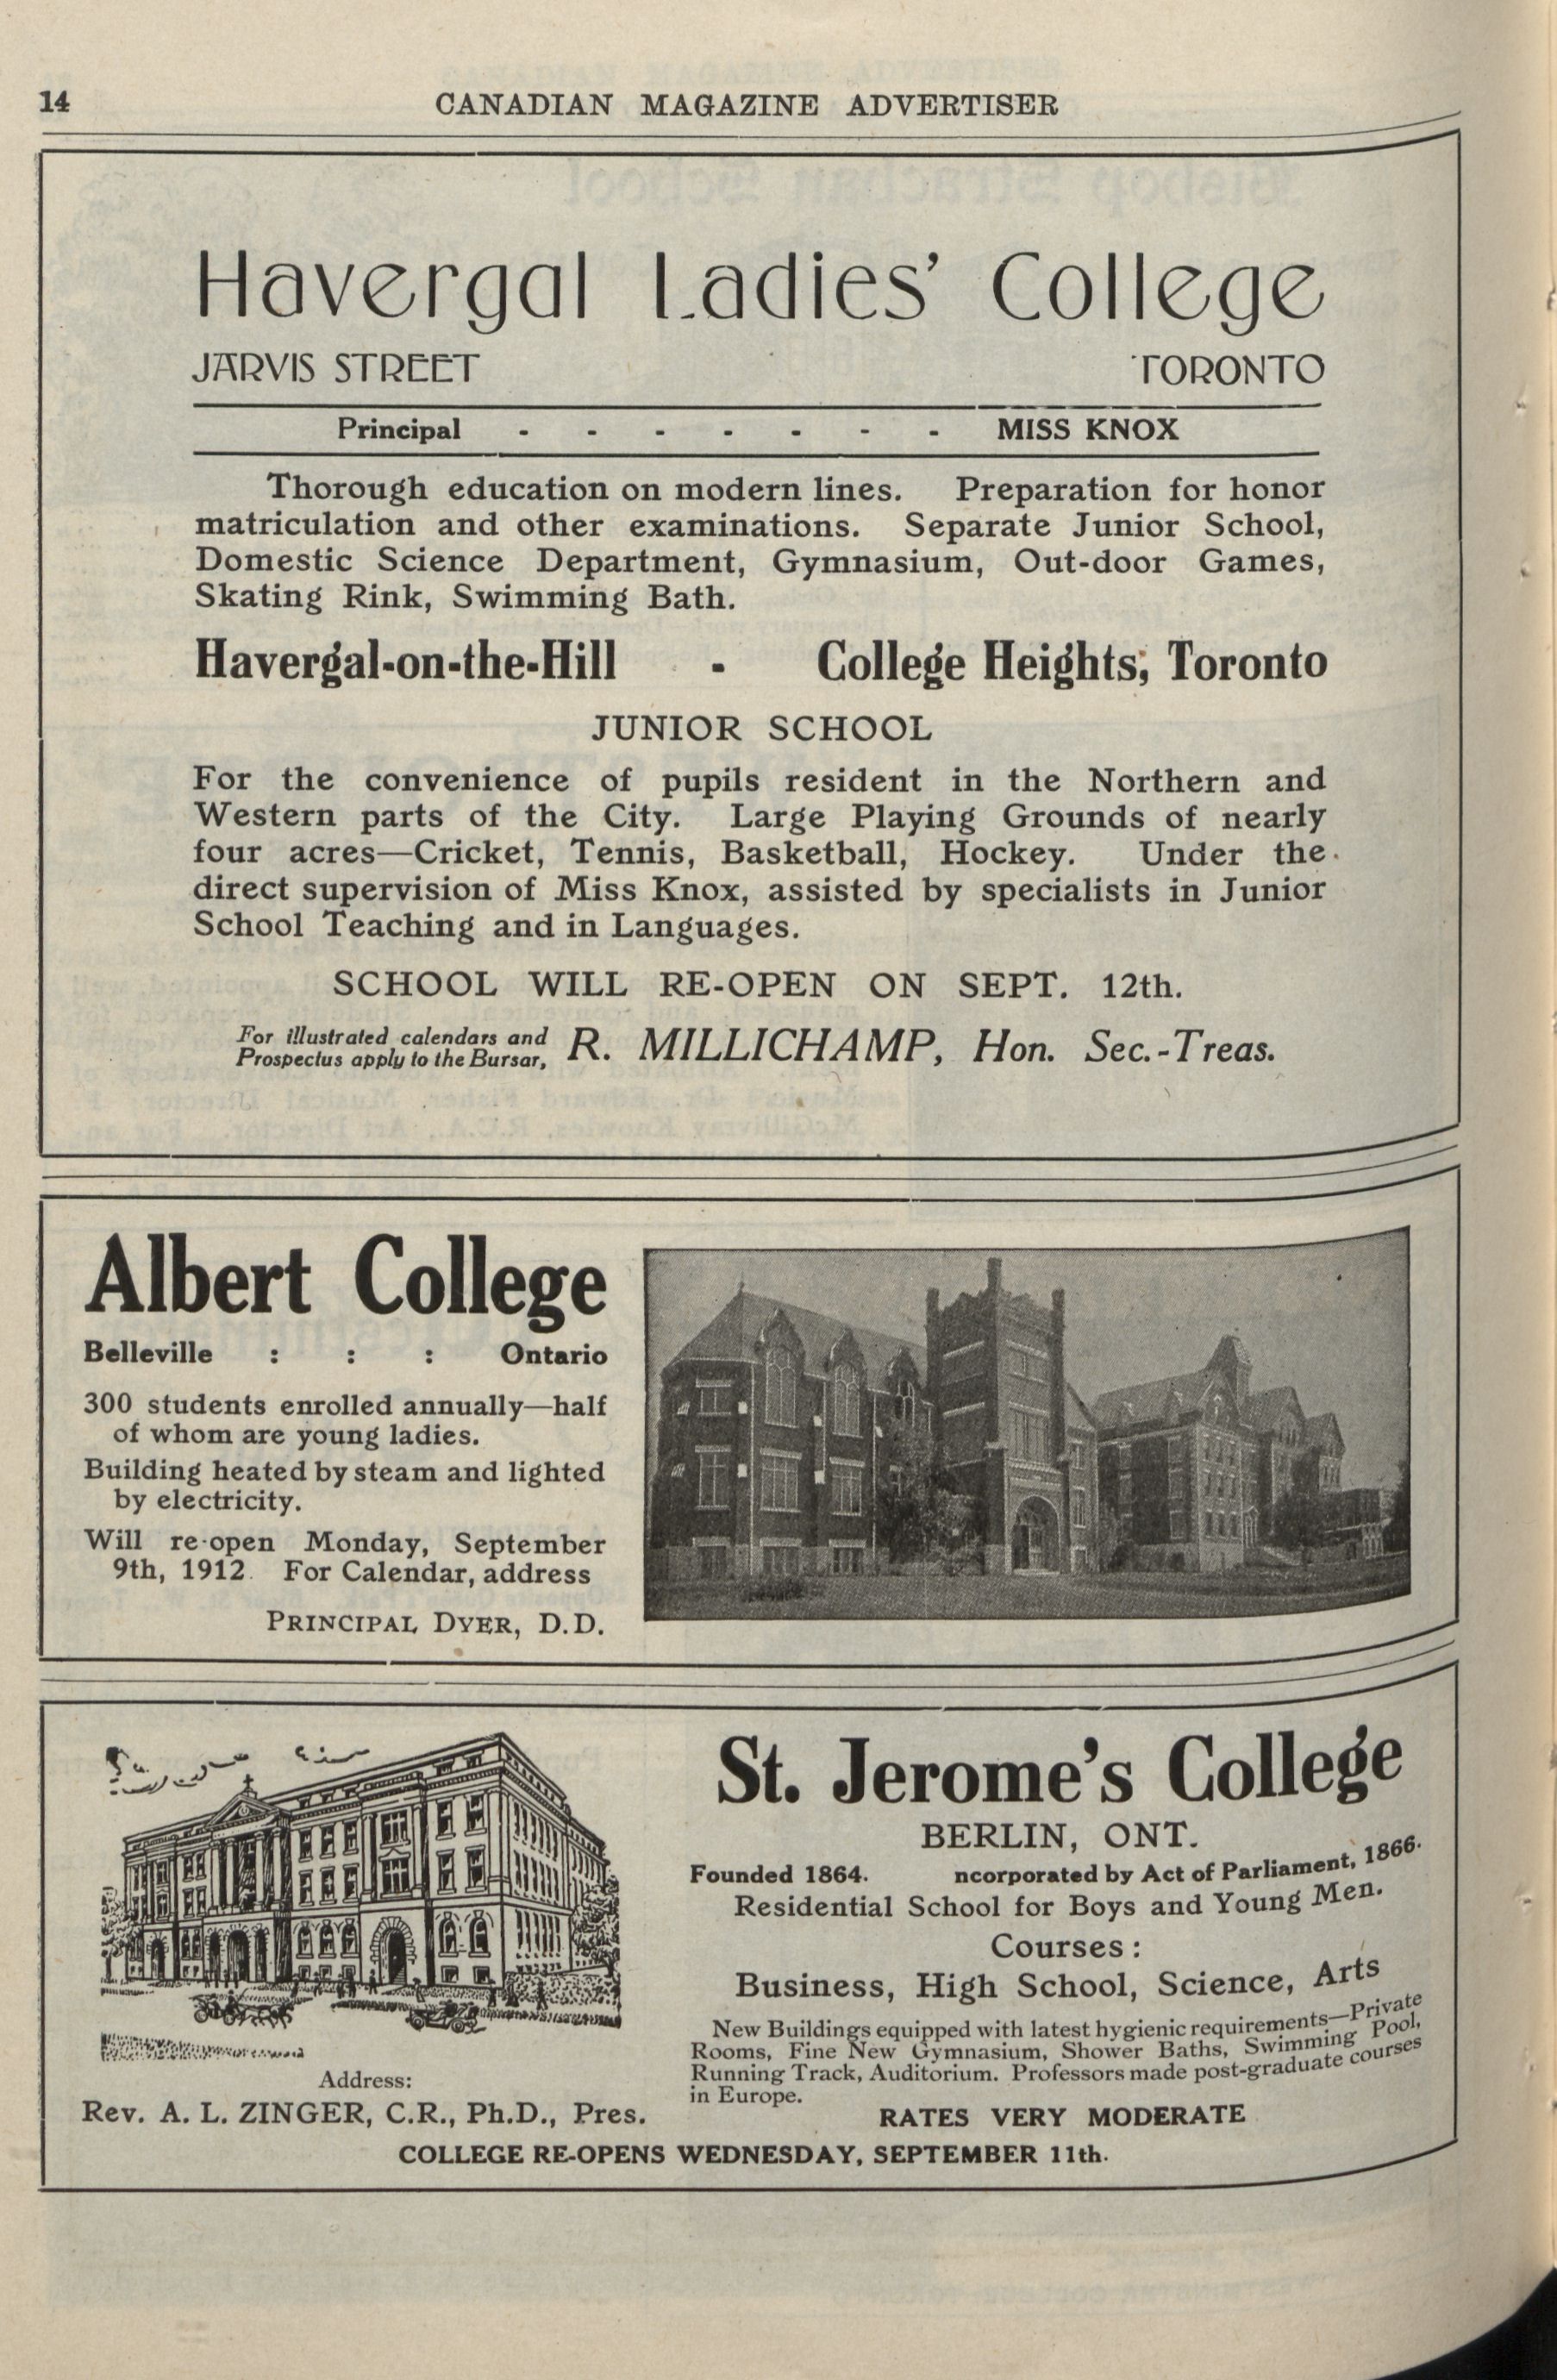 14
CANADIAN MAGAZINE ADVERTISER
Havergal Ladies' College
JARVIS STREET TORONTO
Principal - - - - - - - MISS KNOX
Thorough education on modern lines. Preparation for honor
matriculation and other examinations. Separate Junior School,
Domestic Science Department, Gymnasium, Out-door Games,
Skating Rink, Swimming Bath.
Havergal-on-the-Hill - College Heights, Toronto
JUNIOR SCHOOL
For the convenience of pupils resident in the Northern and
Western parts of the City. Large Playing Grounds of nearly
four acres—Cricket, Tennis, Basketball, Hockey. Under the
direct supervision of Miss Knox, assisted by specialists in Junior
School Teaching and in Languages.
SCHOOL WILL RE-OPEN ON SEPT. 12th.
For illustrated calendars and
Prospectus apply to the Bursar,
R. MILLICHAMP, Hon. Sec.-Treas.
Albert College
Belleville : : : Ontario
300 students enrolled annually—half
of whom are young ladies.
Building heated by steam and lighted
by electricity.
Will re-open Monday, September
9th, 1912. For Calendar, address
PRINCIPAL DYER, D.D.
St. Jerome's College
BERLIN, ONT.
Founded 1864. ncorporated by Act of Parliament, 1866.
Residential School for Boys and Young Men.
Courses :
Business, High School, Science, Arts
New Buildings equipped with latest hygienic requirements—Private
Rooms, Fine New Gymnasium, Shower Baths, Swimming Pool,
Running Track, Auditorium. Professors made post-graduate courses
in Europe.
RATES VERY MODERATE
Address:
Rev. A. L. ZINGER, C.R., Ph.D., Pres.
COLLEGE RE-OPENS WEDNESDAY, SEPTEMBER 11th.